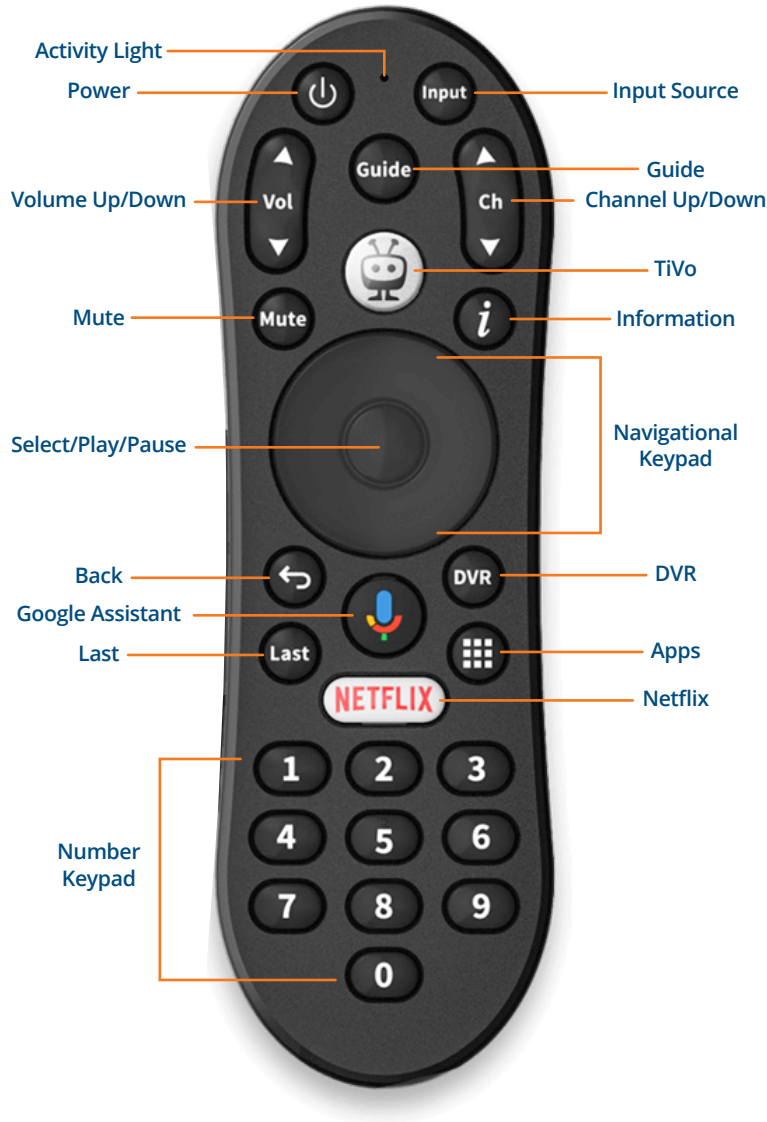 Activity Light
Power
Input
Input Source
Guide
Guide
Volume Up/Down
Vol
Ch
Channel Up/Down
TiVo
Mute
Mute
i
Information
Select/Play/Pause
Navigational
Keypad
Back
DVR
DVR
Google Assistant
Last
Last
Apps
NETFLIX
Netflix
1 2 3
4 5 6
Number
Keypad
7 8 9
0